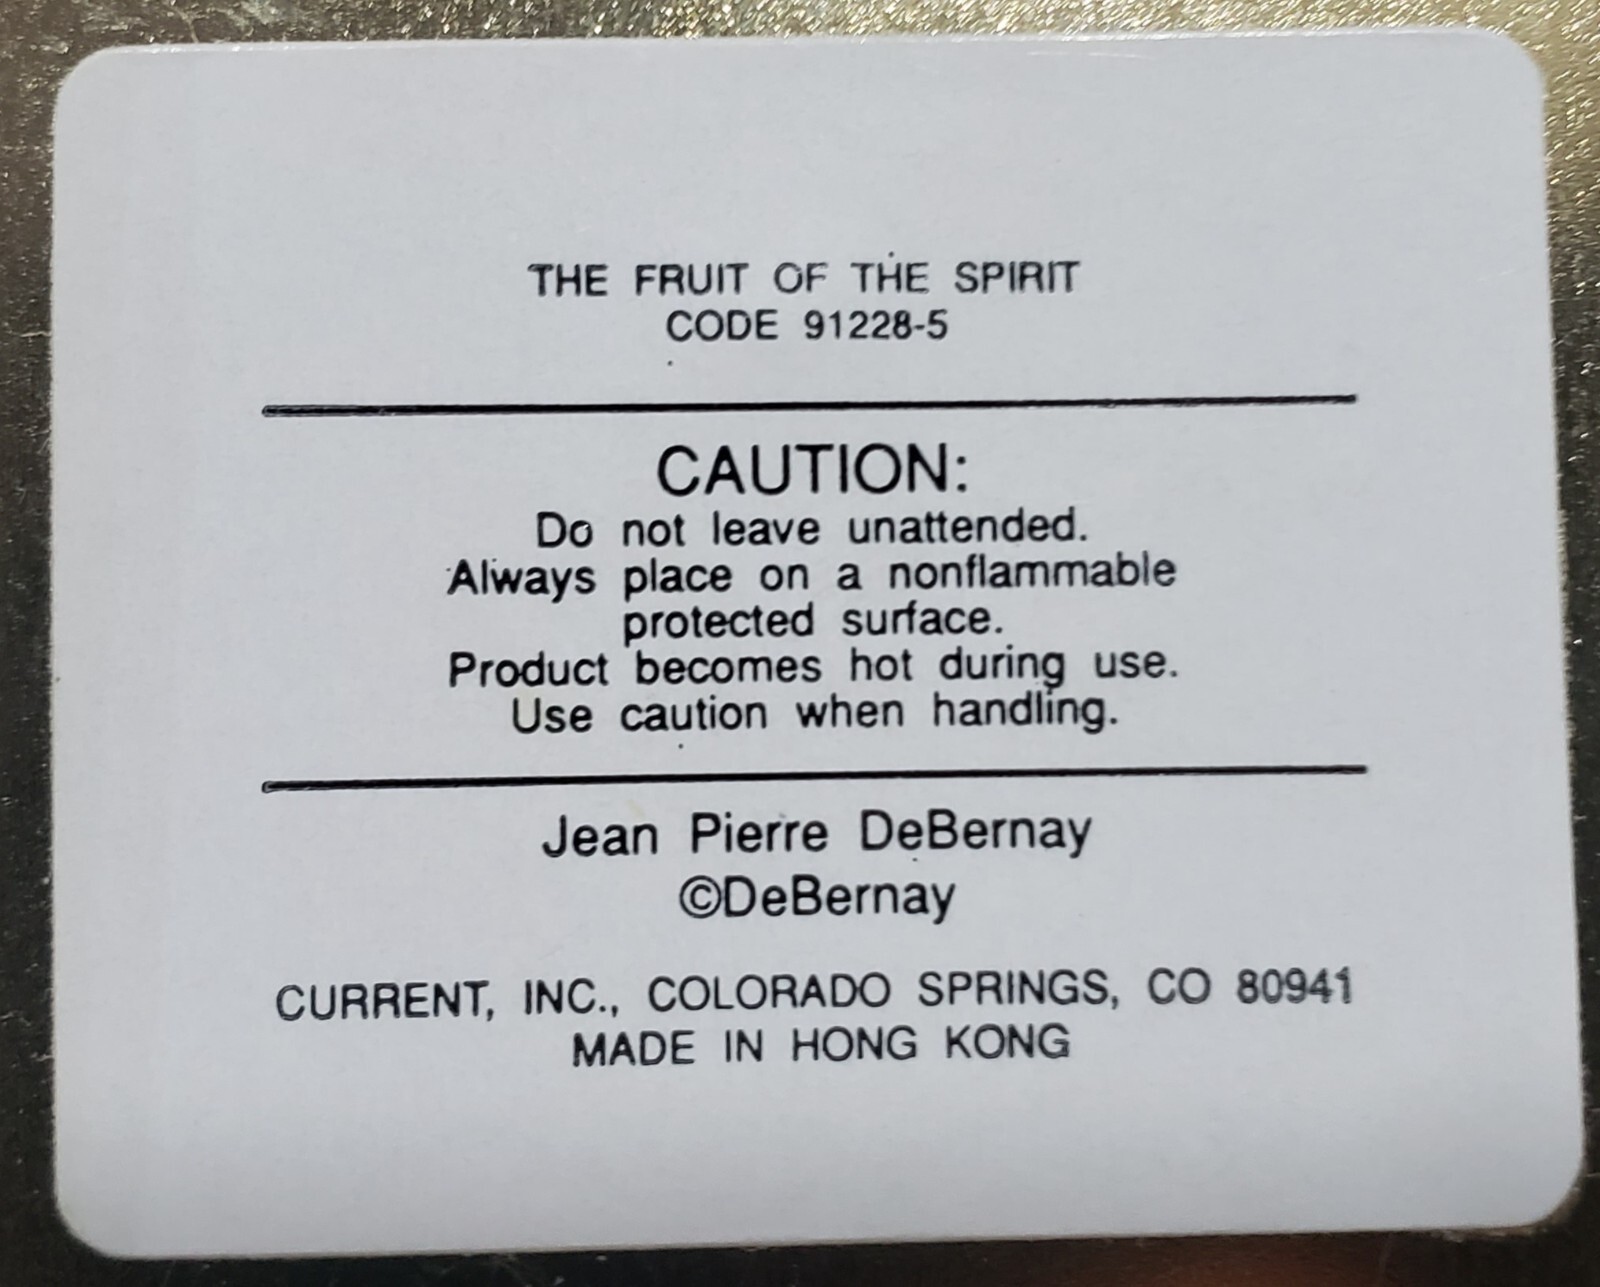 THE FRUIT OF THE SPIRIT
CODE 91228-5
CAUTION:
Do not leave unattended.
Always place on a nonflammable
protected surface.
Product becomes hot during use.
Use caution when handling.
Jean Pierre DeBernay
©DeBernay
CURRENT, INC., COLORADO SPRINGS, CO 80941
MADE IN HONG KONG